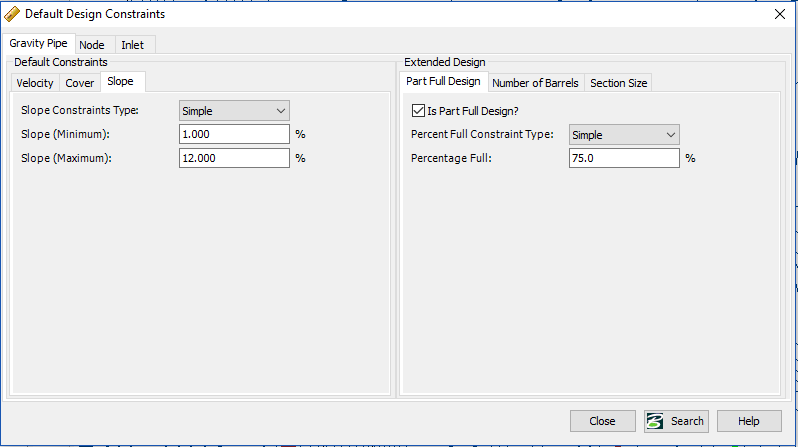 Default Design Constraints
Gravity Pipe Node Inlet
Default Constraints
Velocity Cover Slope
Slope Constraints Type: Simple
Slope (Minimum): 1.000 %
Slope (Maximum): 12.000 %
Extended Design
Part Full Design Number of Barrels Section Size
Is Part Full Design?
Percent Full Constraint Type: Simple
Percentage Full: 75.0 %
Close Search Help